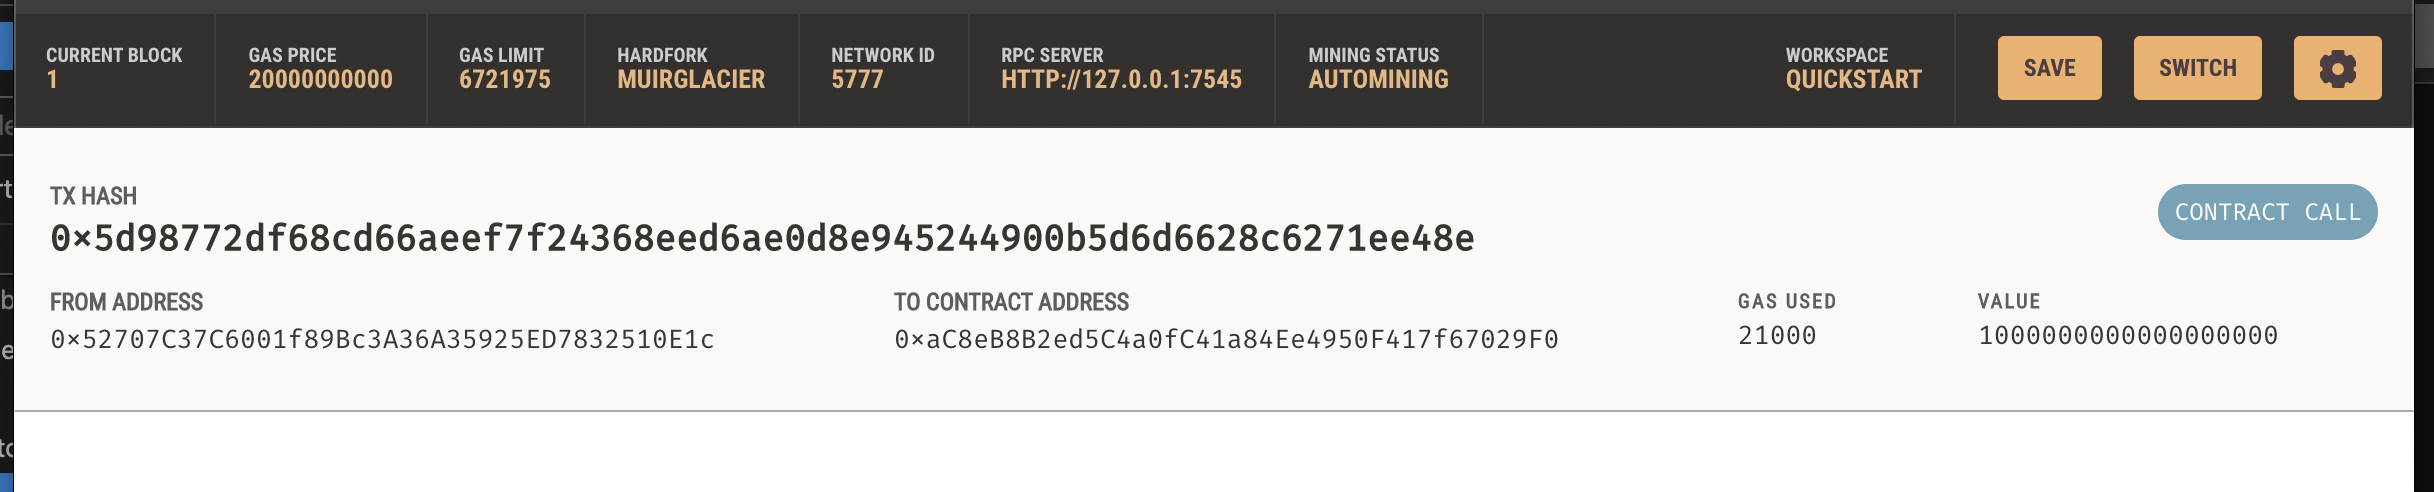 CURRENT BLOCK
1
GAS PRICE
20000000000
GAS LIMIT
6721975
HARDFORK
MUIRGLACIER
NETWORK ID
5777
RPC SERVER
HTTP://127.0.0.1:7545
MINING STATUS
AUTOMINING
WORKSPACE
QUICKSTART
SAVE
SWITCH
TX HASH
0×5d98772df68cd66aeef7f24368eed6ae0d8e945244900b5d6d6628c6271ee48e
CONTRACT CALL
FROM ADDRESS
0×52707C37C6001f89Bc3A36A35925ED7832510E1c
TO CONTRACT ADDRESS
0×aC8eB8B2ed5C4a0fC41a84Ee4950F417f67029F0
GAS USED
21000
VALUE
1000000000000000000